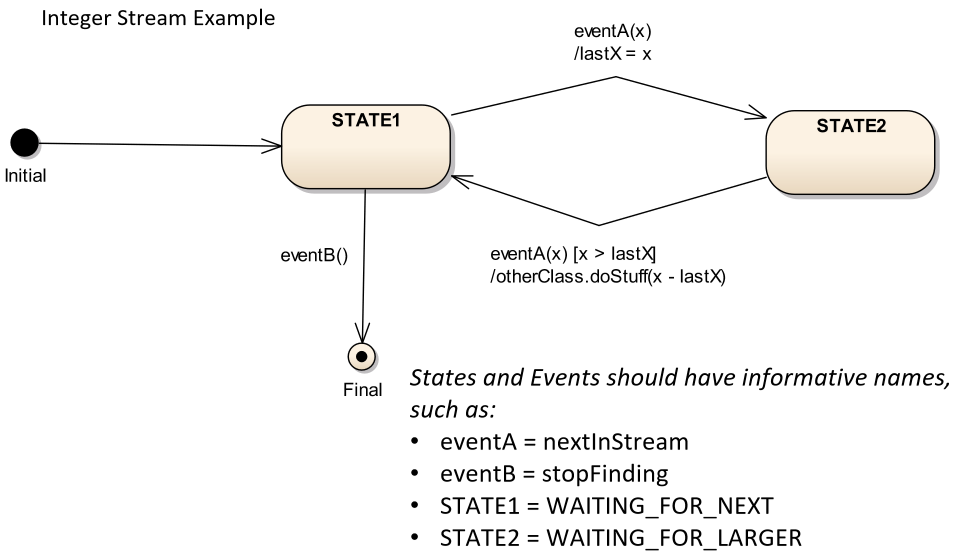 Integer Stream Example
eventA(x)
/lastX = x
STATE1
STATE2
Initial
eventB()
eventA(x) [x > lastX]
/otherClass.doStuff(x - lastX)
Final
States and Events should have informative names,
such as:
• eventA = nextInStream
• eventB = stopFinding
• STATE1 = WAITING_FOR_NEXT
• STATE2 = WAITING_FOR_LARGER